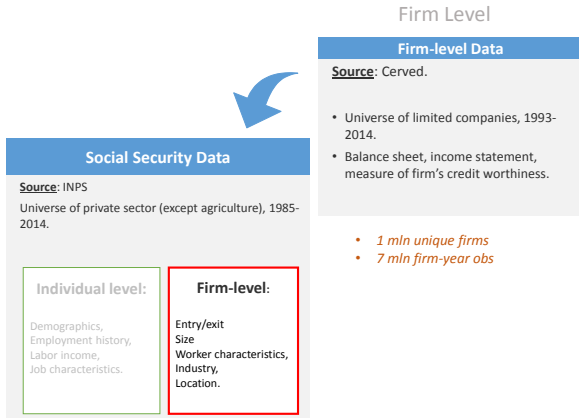 Firm Level
Firm-level Data
Source: Cerved.
• Universe of limited companies, 1993-
2014.
• Balance sheet, income statement,
measure of firm's credit worthiness.
• 1 mln unique firms
• 7 mln firm-year obs
Social Security Data
Source: INPS
Universe of private sector (except agriculture), 1985-
2014.
Individual level:
Demographics,
Employment history,
Labor income,
Job characteristics.
Firm-level:
Entry/exit
Size
Worker characteristics,
Industry,
Location.